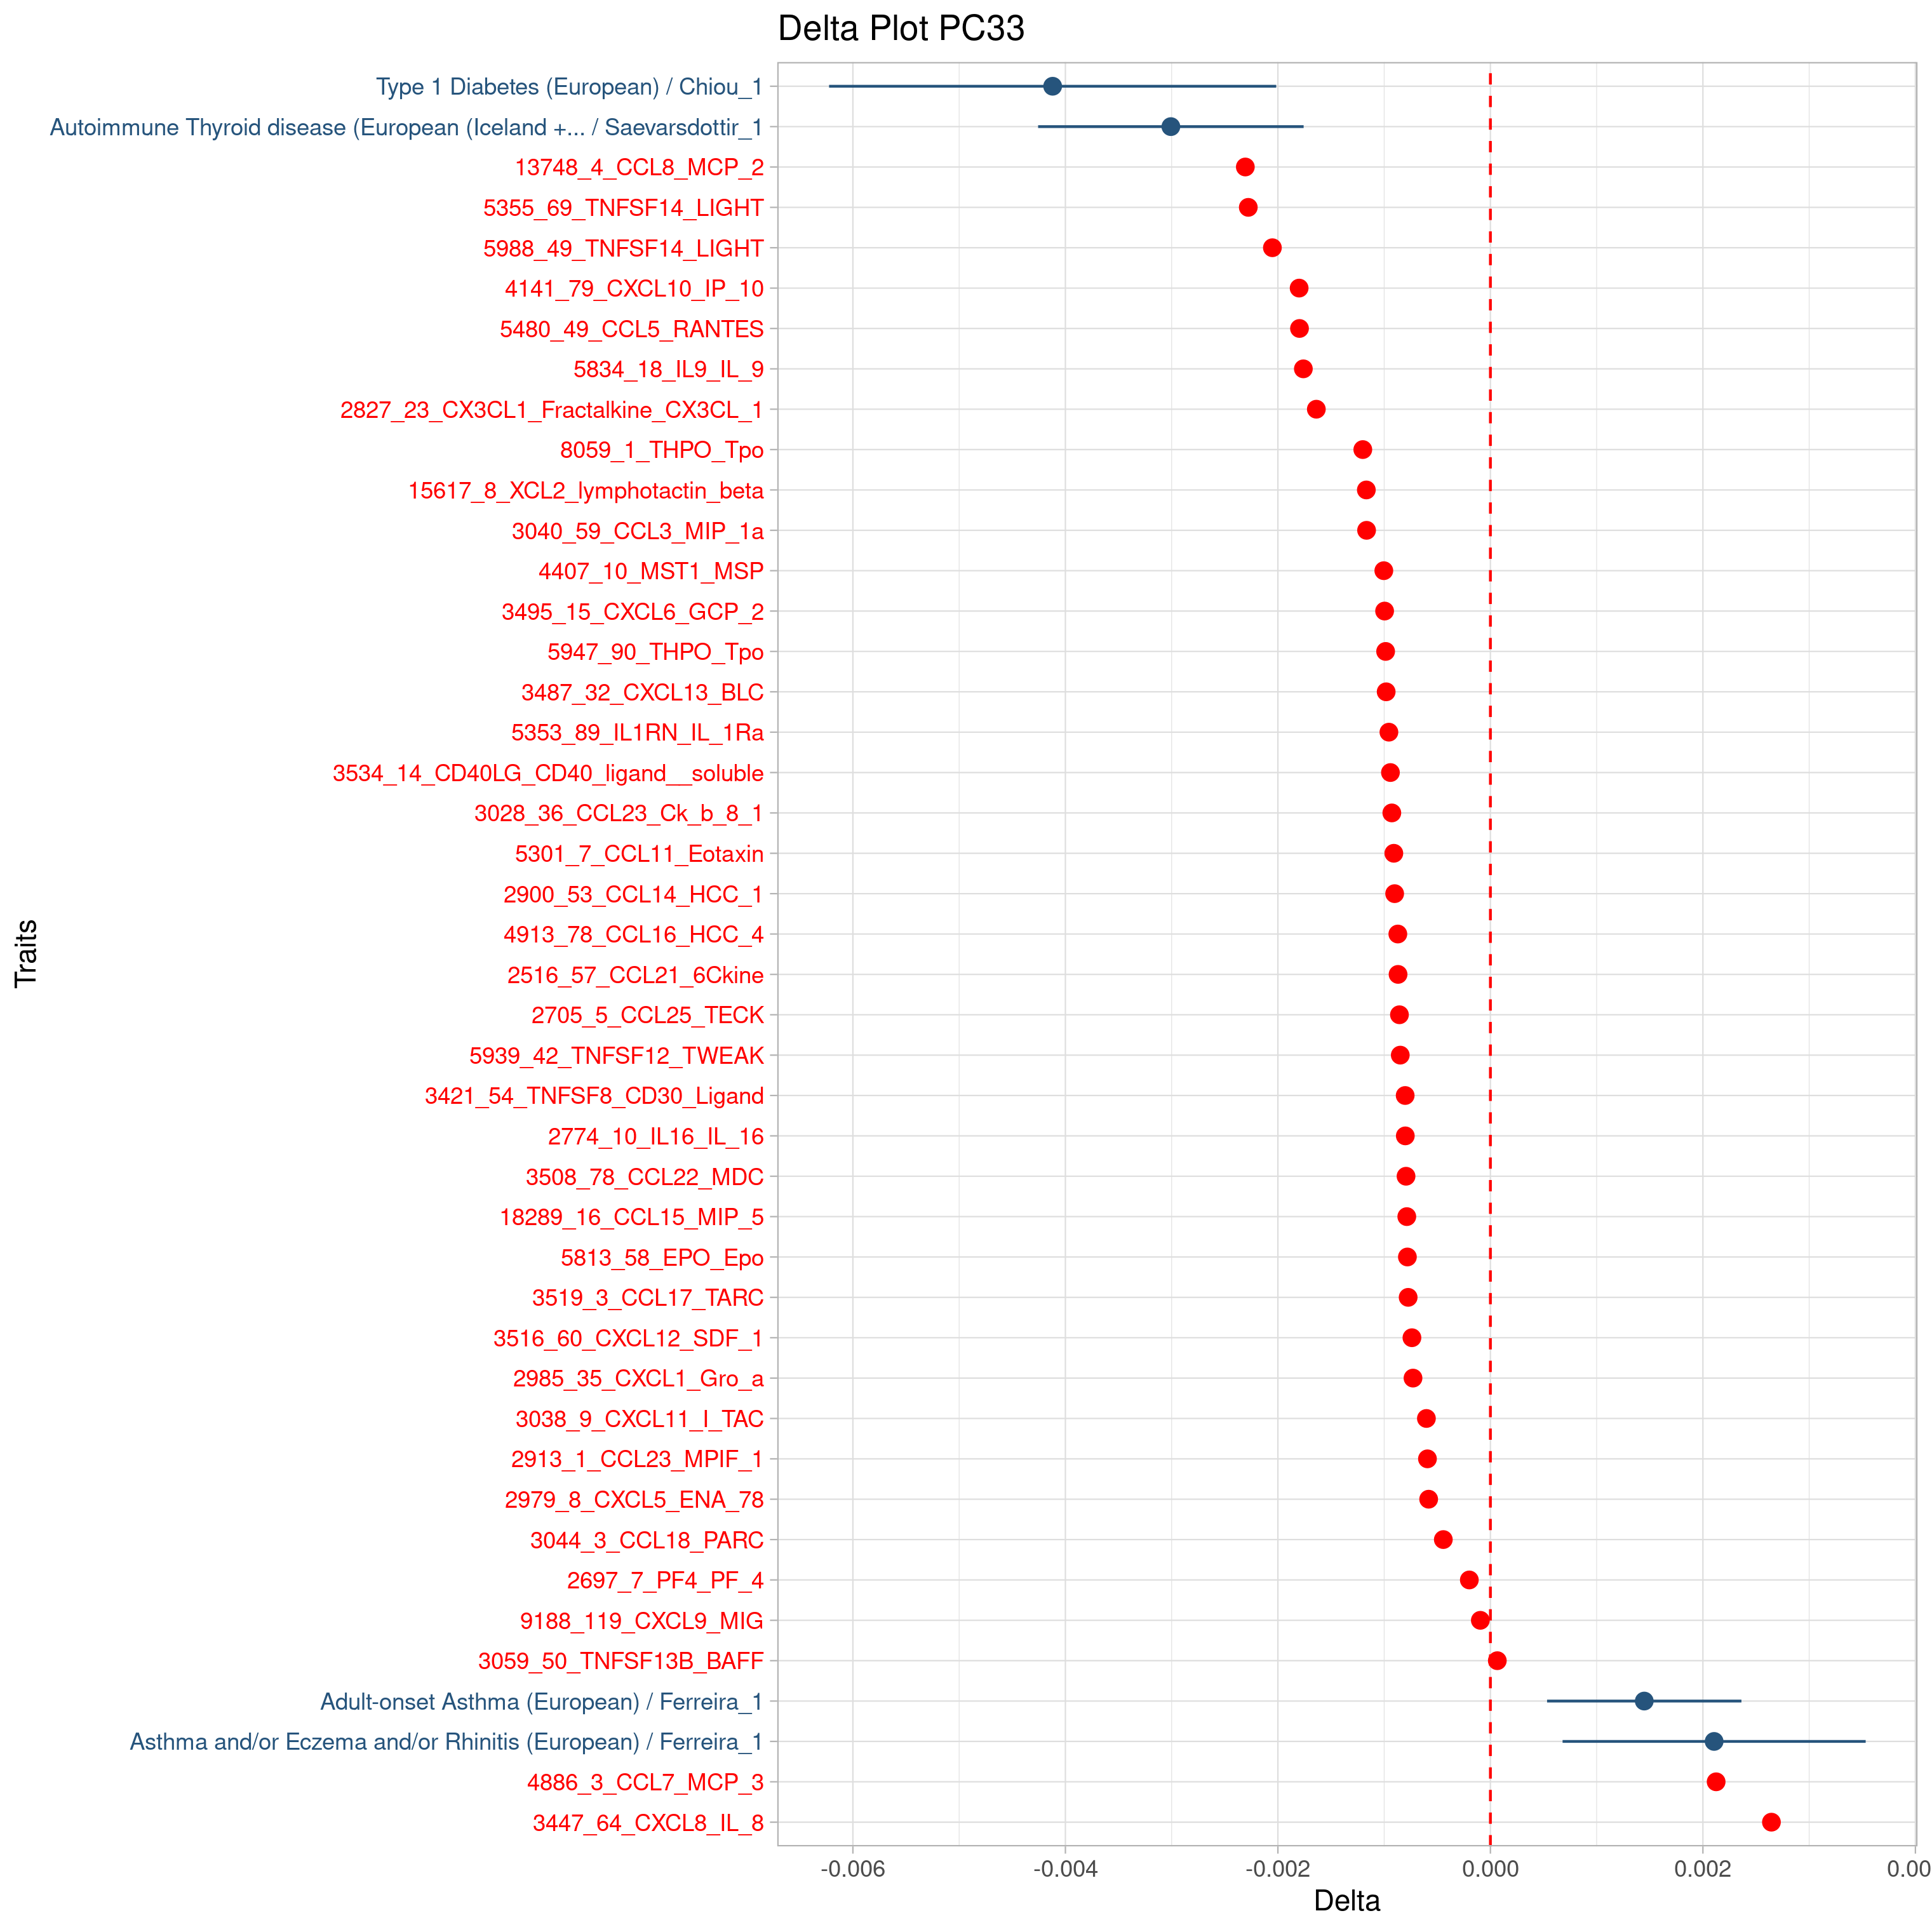 Delta Plot PC33
Type 1 Diabetes (European) / Chiou_1
Autoimmune Thyroid disease (European (Iceland +... / Saevarsdottir_1
13748_4_CCL8_MCP_2
5355_69_TNFSF14_LIGHT
5988_49_TNFSF14_LIGHT
4141_79_CXCL10_IP_10
5480_49_CCL5_RANTES
5834_18_IL9_IL_9
2827_23_CX3CL1_Fractalkine_CX3CL_1
8059_1_THPO_Tpo
15617_8_XCL2_lymphotactin_beta
3040_59_CCL3_MIP_1a
4407_10_MST1_MSP
3495_15_CXCL6_GCP_2
5947_90_THPO_Tpo
3487_32_CXCL13_BLC
5353_89_IL1RN_IL_1Ra
3534_14_CD40LG_CD40_ligand__soluble
3028_36_CCL23_Ck_b_8_1
5301_7_CCL11_Eotaxin
2900_53_CCL14_HCC_1
4913_78_CCL16_HCC_4
2516_57_CCL21_6Ckine
2705_5_CCL25_TECK
5939_42_TNFSF12_TWEAK
3421_54_TNFSF8_CD30_Ligand
2774_10_IL16_IL_16
3508_78_CCL22_MDC
18289_16_CCL15_MIP_5
5813_58_EPO_Epo
3519_3_CCL17_TARC
3516_60_CXCL12_SDF_1
2985_35_CXCL1_Gro_a
3038_9_CXCL11_I_TAC
2913_1_CCL23_MPIF_1
2979_8_CXCL5_ENA_78
3044_3_CCL18_PARC
2697_7_PF4_PF_4
9188_119_CXCL9_MIG
3059_50_TNFSF13B_BAFF
Adult-onset Asthma (European) / Ferreira_1
Asthma and/or Eczema and/or Rhinitis (European) / Ferreira_1
4886_3_CCL7_MCP_3
3447_64_CXCL8_IL_8
Traits
-0.006 -0.004 -0.002 0.000 0.002 0.00
Delta